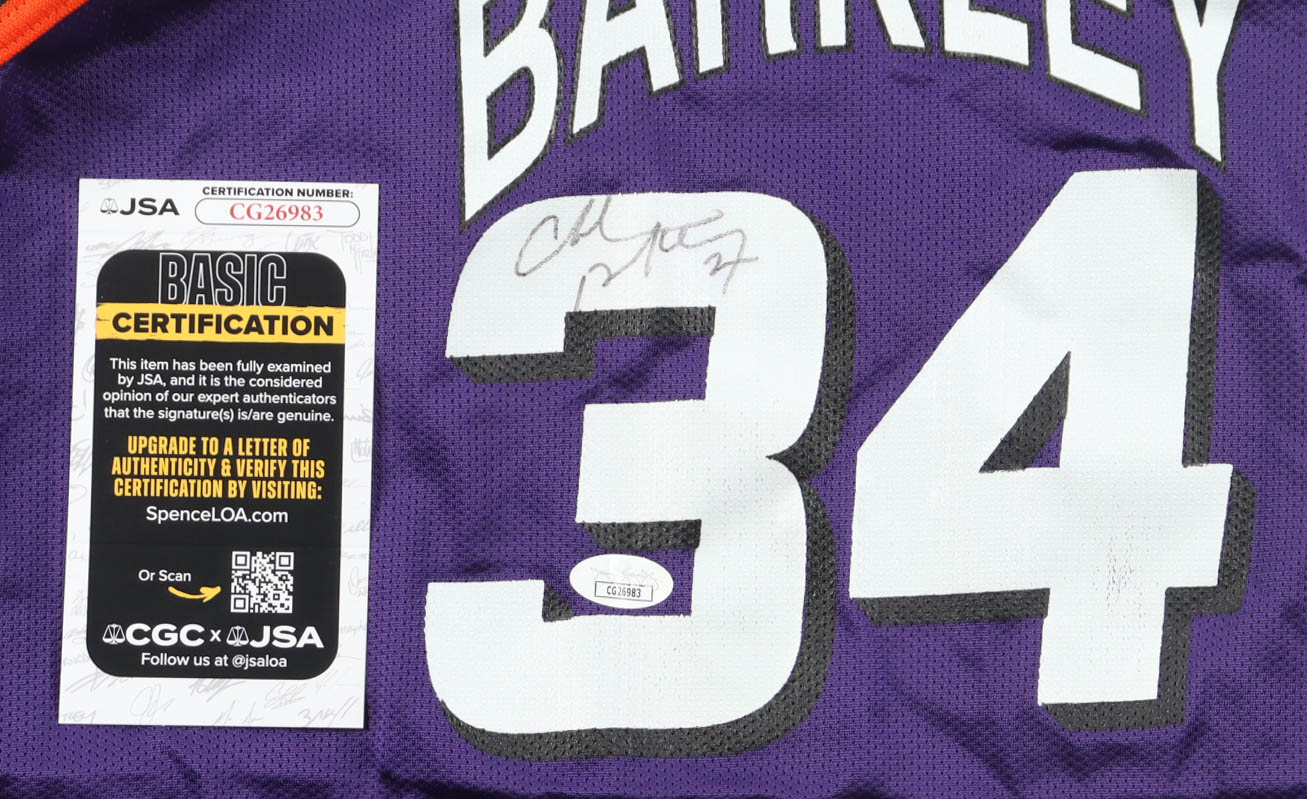 BARKLEY
34
JSA
CERTIFICATION NUMBER:
CG26983
BASIC
CERTIFICATION
This item has been fully examined
by JSA, and it is the considered
opinion of our expert authenticators
that the signature(s) is/are genuine.
UPGRADE TO A LETTER OF
AUTHENTICITY & VERIFY THIS
CERTIFICATION BY VISITING:
SpenceLOA.com
Or Scan
CGC x JSA
Follow us at @jsaloa
CG26983